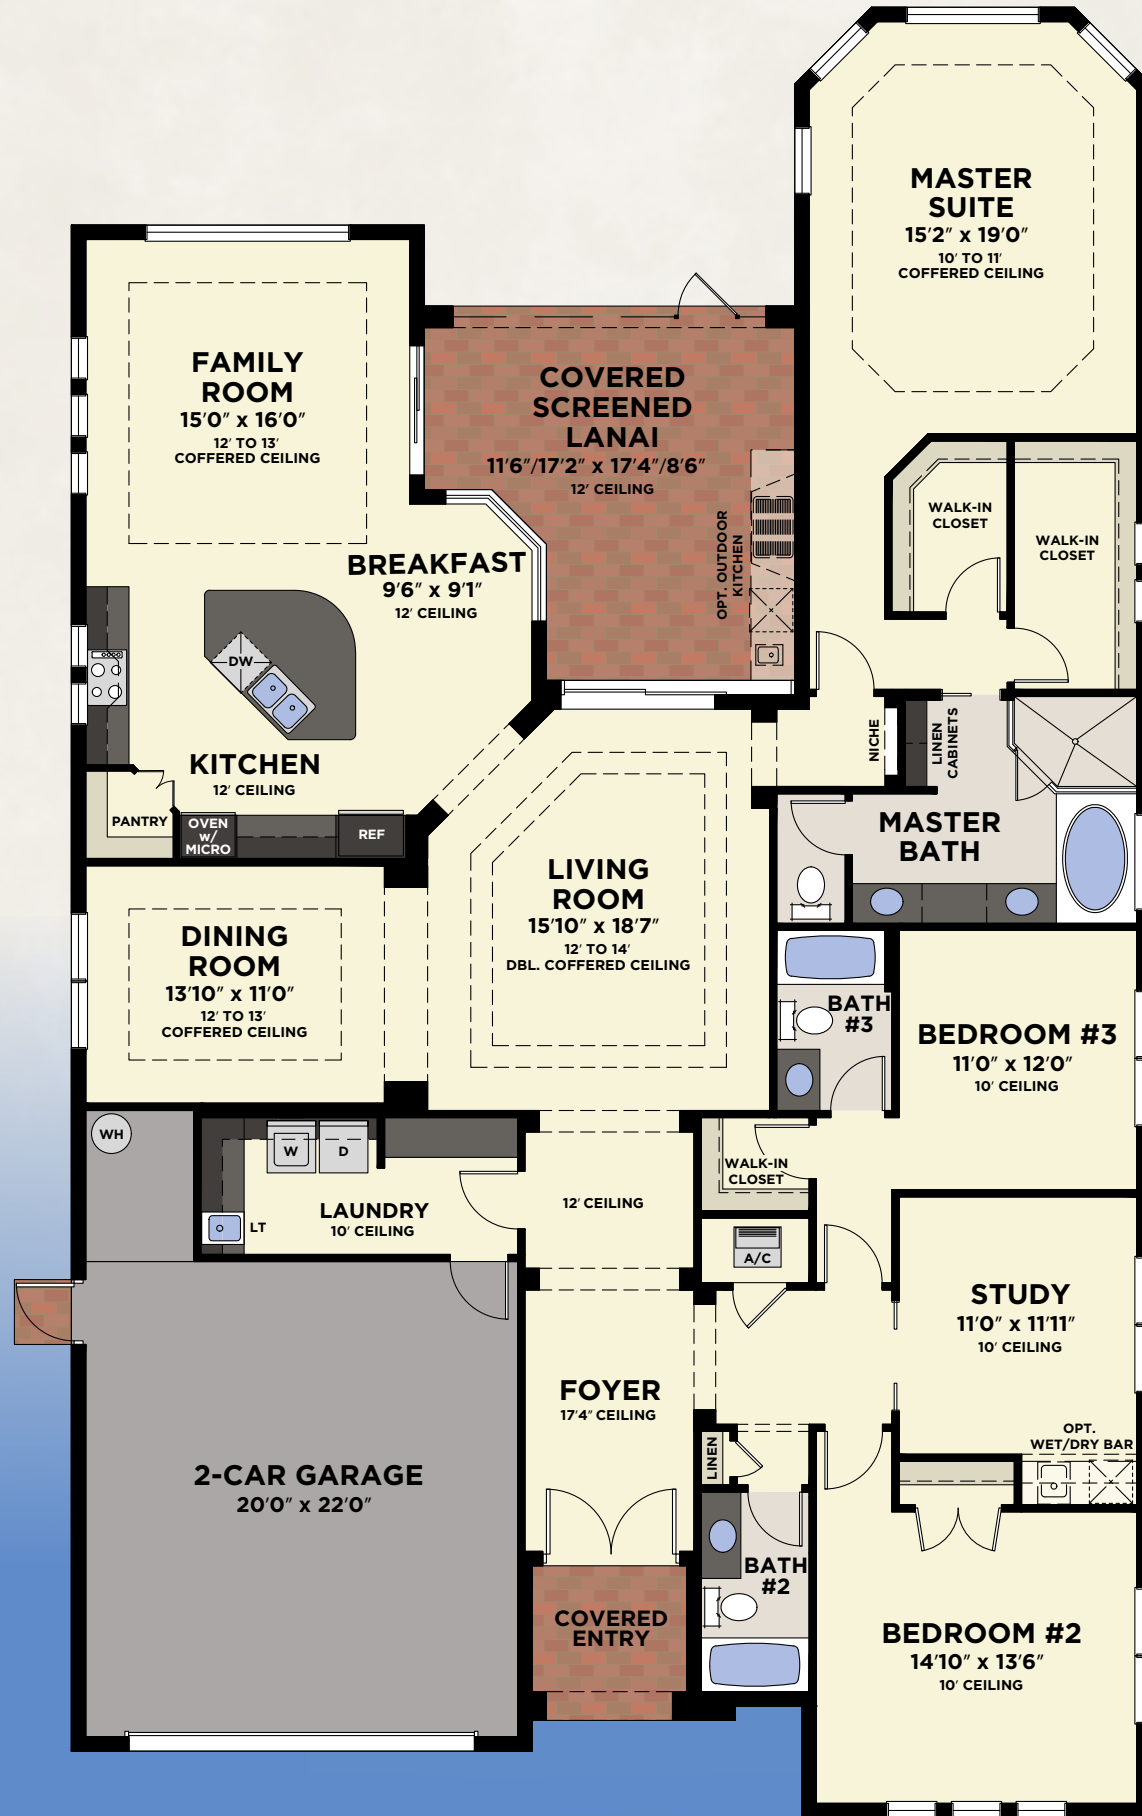 MASTER
SUITE
15'2" x 19'0"
10' TO 11'
COFFERED CEILING
FAMILY
ROOM
15'0" x 16'0"
12' TO 13'
COFFERED CEILING
COVERED
SCREENED
LANAI
11'6"/17'2" x 17'4"/8'6"
12' CEILING
OPT. OUTDOOR
KITCHEN
WALK-IN
CLOSET
WALK-IN
CLOSET
BREAKFAST
9'6" x 9'1"
12' CEILING
DW
KITCHEN
12' CEILING
PANTRY
OVEN
w/
MICRO
REF
NICHE
LINEN
CABINETS
MASTER
BATH
LIVING
ROOM
15'10" x 18'7"
12' TO 14'
DBL. COFFERED CEILING
DINING
ROOM
13'10" x 11'0"
12' TO 13'
COFFERED CEILING
BATH
#3
BEDROOM #3
11'0" x 12'0"
10' CEILING
WH
W
D
LAUNDRY
10' CEILING
LT
12' CEILING
WALK-IN
CLOSET
A/C
STUDY
11'0" x 11'11"
10' CEILING
OPT.
WET/DRY BAR
FOYER
17'4" CEILING
LINEN
2-CAR GARAGE
20'0" x 22'0"
BATH
#2
COVERED
ENTRY
BEDROOM #2
14'10" x 13'6"
10' CEILING